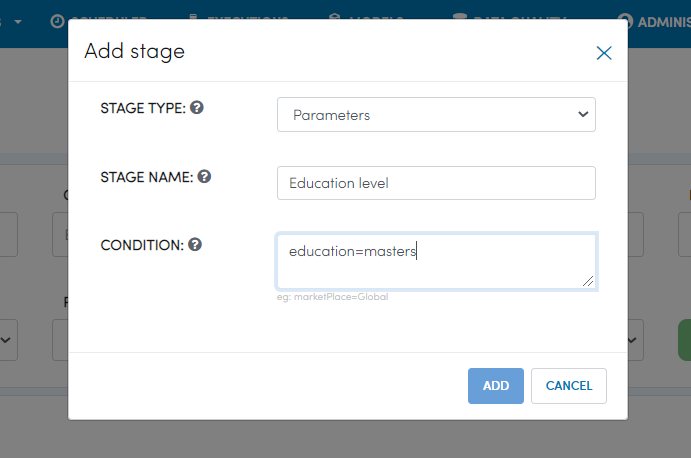 ADMINIS
Add stage
STAGE TYPE:
Parameters
STAGE NAME:
Education level
CONDITION:
education=masters
eg: marketPlace=Global
ADD
CANCEL